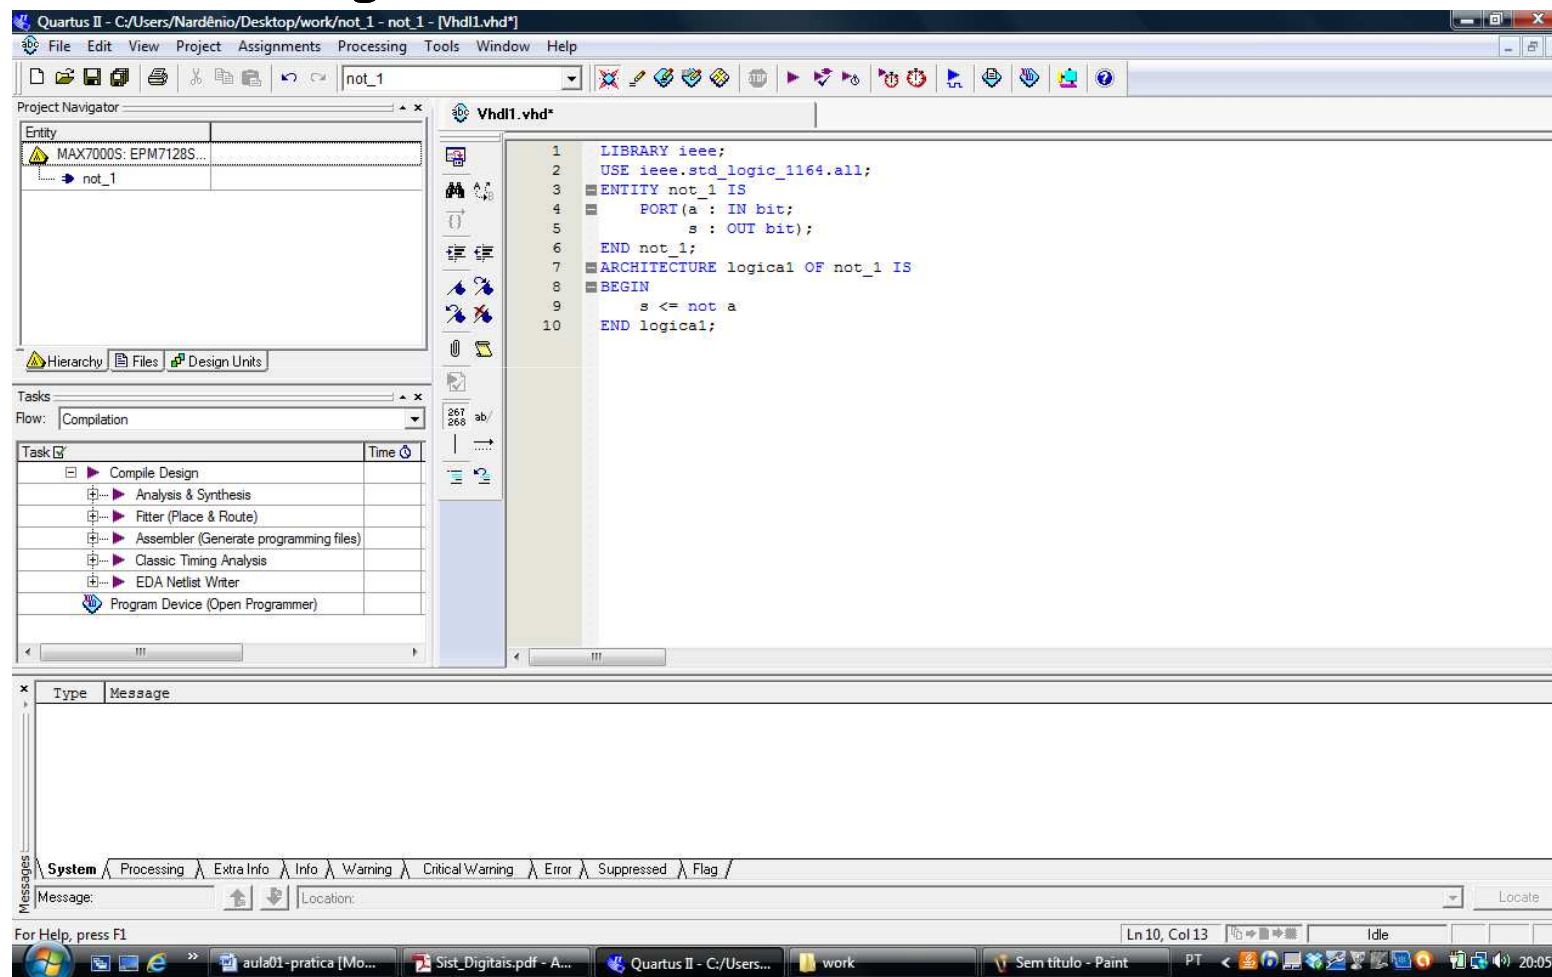 Quartus II - C:/Users/Nardênio/Desktop/work/not_1 - not_1 - [Vhdl1.vhd*]
File Edit View Project Assignments Processing Tools Window Help
not_1
Project Navigator
Vhdl1.vhd*
Entity
MAX7000S: EPM7128S...
not_1
1 LIBRARY ieee;
2 USE ieee.std_logic_1164.all;
3 ENTITY not_1 IS
4 PORT(a : IN bit;
5 s : OUT bit);
6 END not_1;
7 ARCHITECTURE logica1 OF not_1 IS
8 BEGIN
9 s <= not a
10 END logica1;
Hierarchy Files Design Units
Tasks
Flow: Compilation
267
268 ab/
Task Time
Compile Design
Analysis & Synthesis
Fitter (Place & Route)
Assembler (Generate programming files)
Classic Timing Analysis
EDA Netlist Writer
Program Device (Open Programmer)
Type Message
Messages
System Processing Extra Info Info Warning Critical Warning Error Suppressed Flag
Message: Location: Locate
For Help, press F1 Ln 10, Col 13 Idle
aula01-pratica [Mo... Sist_Digitais.pdf - A... Quartus II - C:/Users... work Sem título - Paint PT 20:05